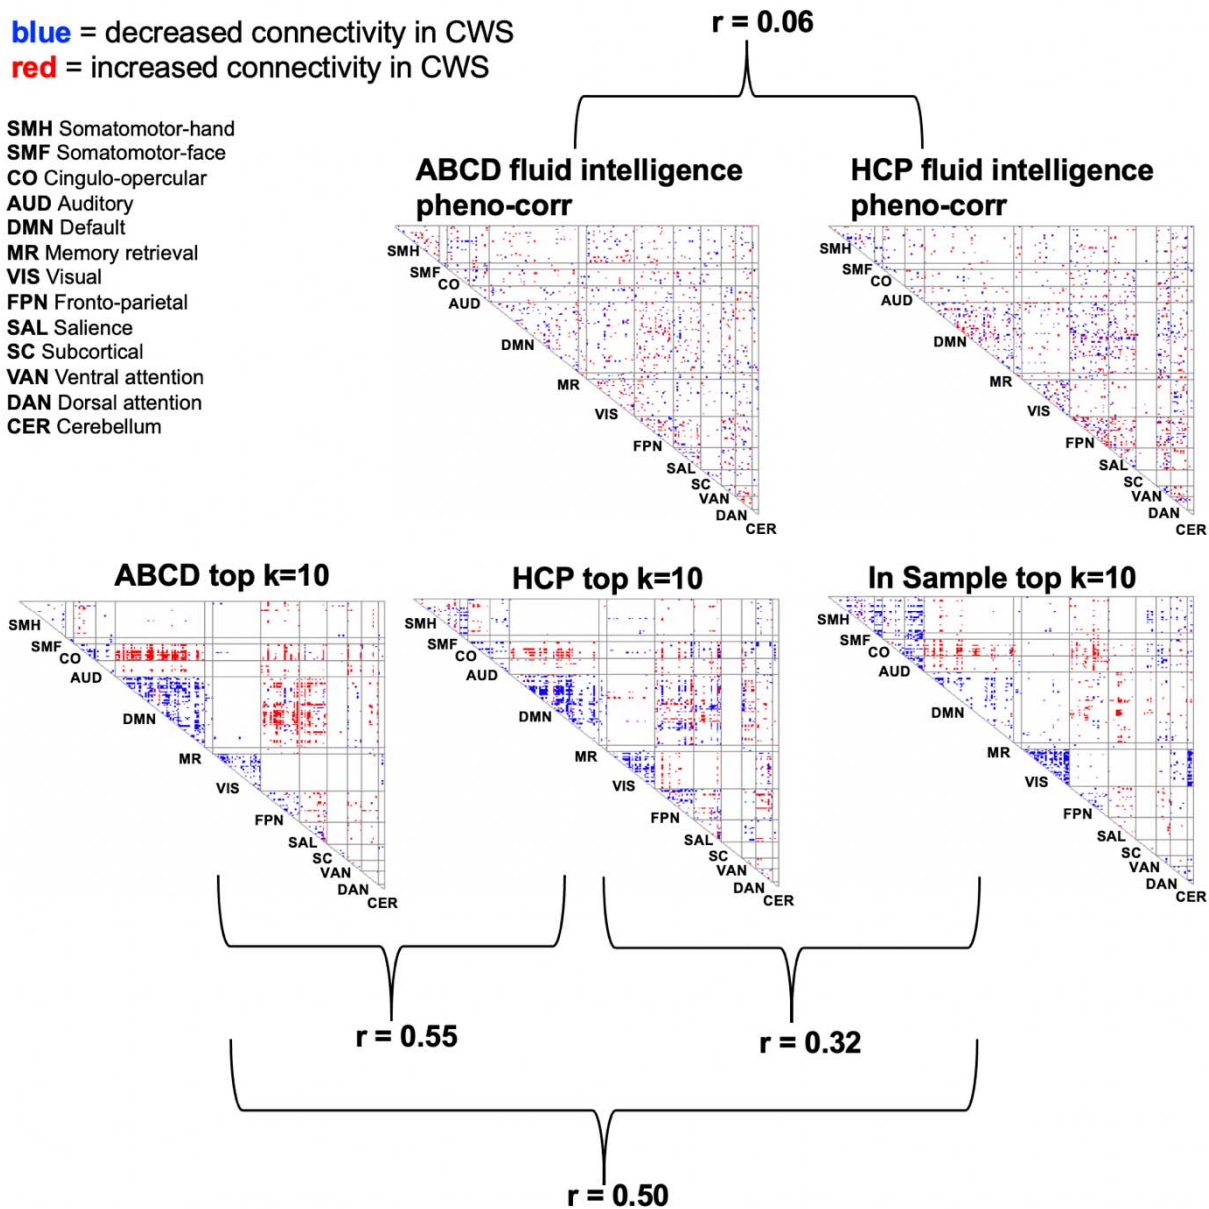 blue = decreased connectivity in CWS
red = increased connectivity in CWS
SMH Somatomotor-hand
SMF Somatomotor-face
CO Cingulo-opercular
AUD Auditory
DMN Default
MR Memory retrieval
VIS Visual
FPN Fronto-parietal
SAL Salience
SC Subcortical
VAN Ventral attention
DAN Dorsal attention
CER Cerebellum
r = 0.06
ABCD fluid intelligence
pheno-corr
SMH
SMF
CO
AUD
DMN
MR
VIS
FPN
SAL
SC
VAN
DAN
CER
HCP fluid intelligence
pheno-corr
SMH
SMF
CO
AUD
DMN
MR
VIS
FPN
SAL
SC
VAN
DAN
CER
ABCD top k=10
SMH
SMF
CO
AUD
DMN
MR
VIS
FPN
SAL
SC
VAN
DAN
CER
HCP top k=10
SMH
SMF
CO
AUD
DMN
MR
VIS
FPN
SAL
SC
VAN
DAN
CER
In Sample top k=10
SMH
SMF
CO
AUD
DMN
MR
VIS
FPN
SAL
SC
VAN
DAN
CER
r = 0.55
r = 0.32
r = 0.50